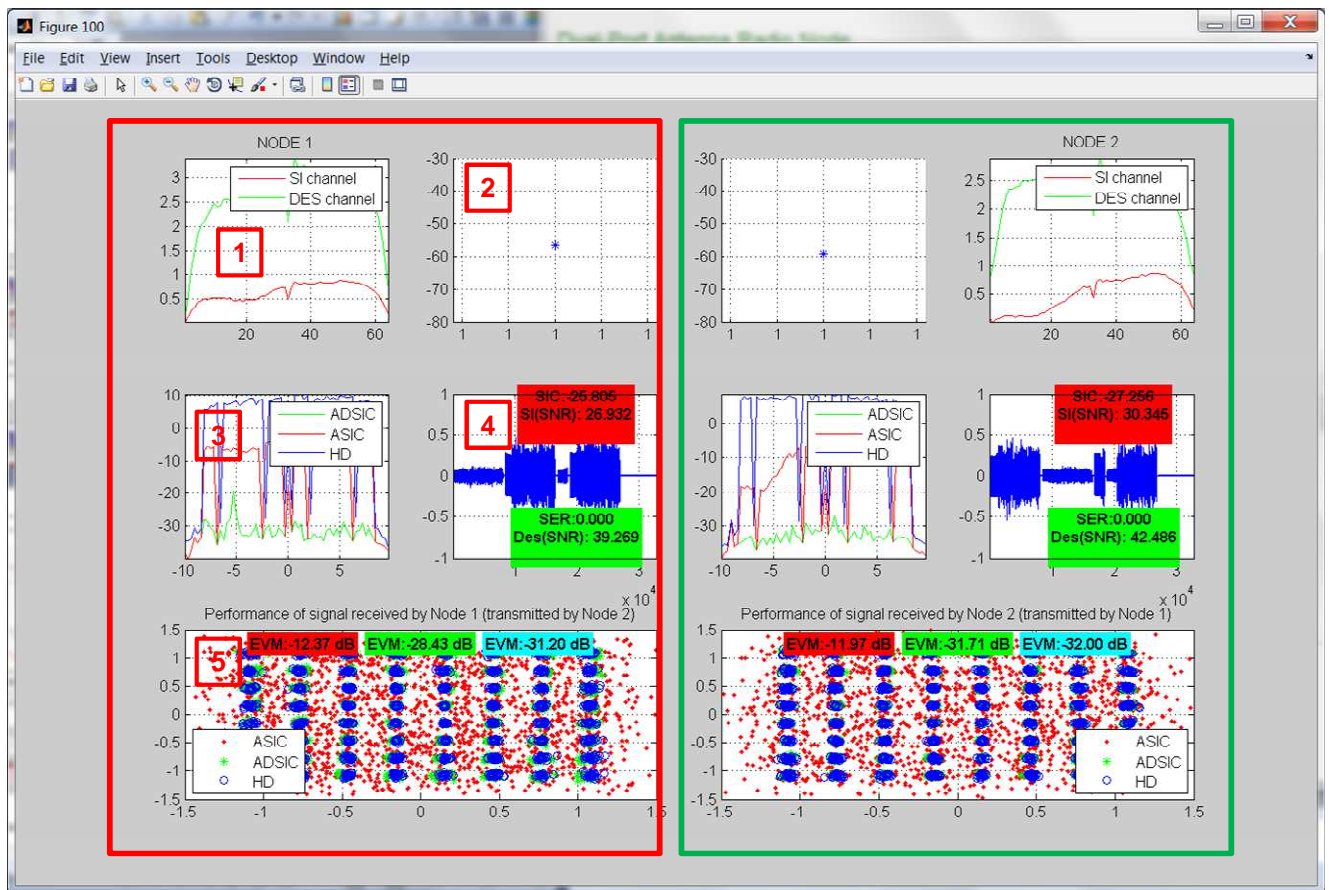 Figure 100
Dual-Port Antenna Radio Node
File Edit View Insert Tools Desktop Window Help
NODE 1
3
2.5
2
1.5
1
0.5
20 40 60
SI channel
DES channel
1
-30
-40
-50
-60
-70
-80
1 1 1 1 1
2
-30
-40
-50
-60
-70
-80
1 1 1 1 1
NODE 2
2.5
2
1.5
1
0.5
20 40 60
SI channel
DES channel
10
0
-10
-20
-30
-10 -5 0 5
ADSIC
ASIC
HD
3
1
0.5
0
-0.5
-1
1 2 3
x 10^4
SIC:-25.805
SI(SNR): 26.932
SER:0.000
Des(SNR): 39.269
4
0
-10
-20
-30
-10 -5 0 5
ADSIC
ASIC
HD
1
0.5
0
-0.5
-1
1 2 3
x 10^4
SIC:-27.256
SI(SNR): 30.345
SER:0.000
Des(SNR): 42.486
Performance of signal received by Node 1 (transmitted by Node 2)
1.5
1
0.5
0
-0.5
-1
-1.5
-1.5 -1 -0.5 0 0.5 1 1.5
EVM:-12.37 dB EVM:-28.43 dB EVM:-31.20 dB
5
ASIC
ADSIC
HD
Performance of signal received by Node 2 (transmitted by Node 1)
1.5
1
0.5
0
-0.5
-1
-1.5
-1.5 -1 -0.5 0 0.5 1 1.5
EVM:-11.97 dB EVM:-31.71 dB EVM:-32.00 dB
ASIC
ADSIC
HD